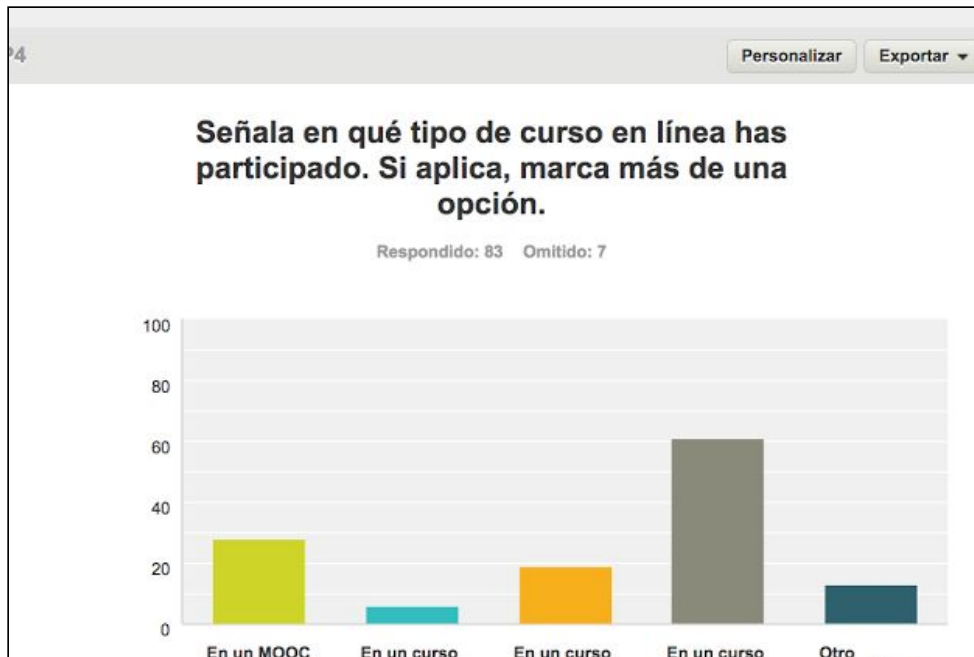 P4
Personalizar Exportar
Señala en qué tipo de curso en línea has
participado. Si aplica, marca más de una
opción.
Respondido: 83 Omitido: 7
100
80
60
40
20
0
En un MOOC En un curso En un curso En un curso Otro